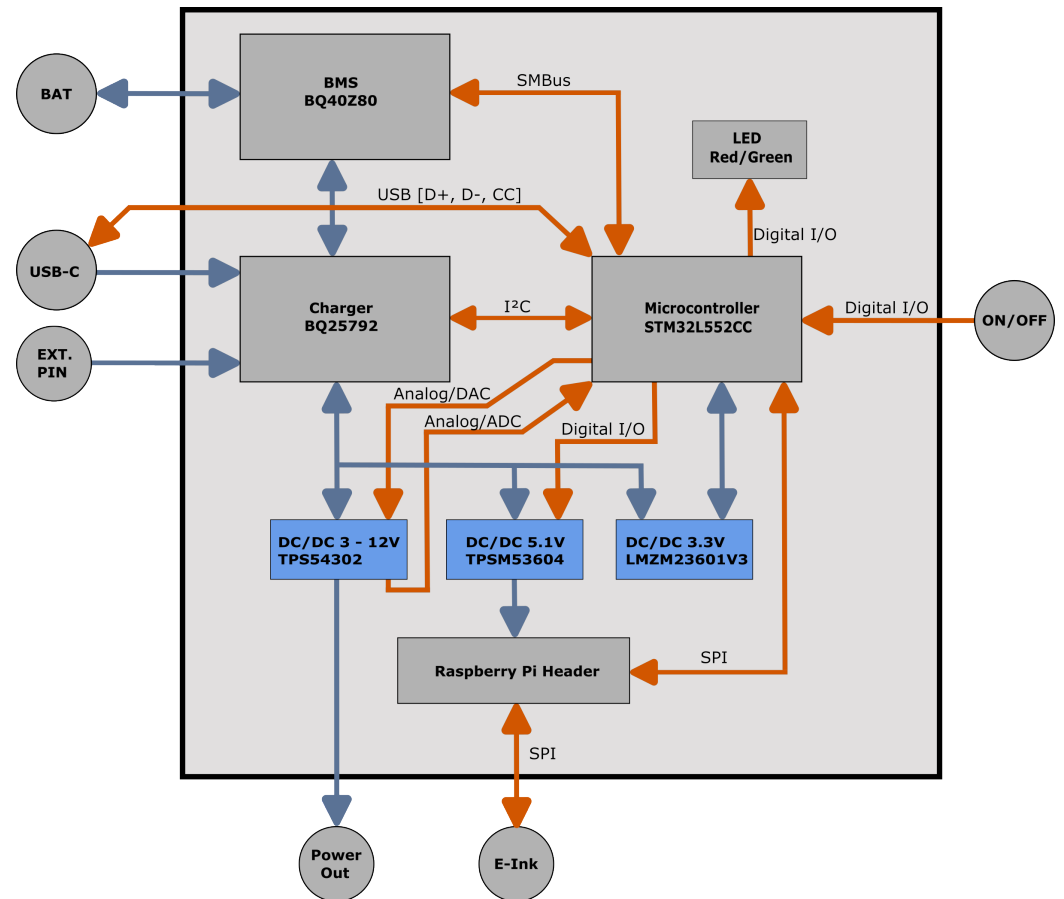 BMS
BQ40Z80
SMBus
BAT
LED
Red/Green
USB [D+, D-, CC]
Digital I/O
USB-C
Charger
BQ25792
I²C
Microcontroller
STM32L552CC
Digital I/O
ON/OFF
EXT.
PIN
Analog/DAC
Analog/ADC
Digital I/O
DC/DC 3 - 12V
TPS54302
DC/DC 5.1V
TPSM53604
DC/DC 3.3V
LMZM23601V3
Raspberry Pi Header
SPI
SPI
Power
Out
E-Ink